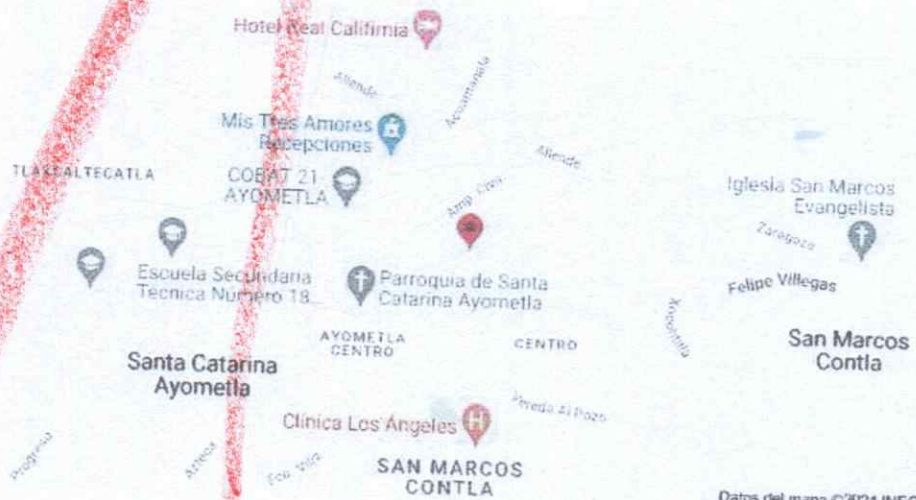 Hotel Real Califirnia
Allende
Acuamanala
Mis Tres Amores
Recepciones
Allende
TLAXCALTECATLA
COBAT 21
AYOMETLA
Iglesia San Marcos
Evangelista
Zaragoza
Escuela Secundaria
Tecnica Numero 18...
Parroquia de Santa
Catarina Ayometla
Felipe Villegas
AYOMETLA
CENTRO
CENTRO
San Marcos
Contla
Santa Catarina
Ayometla
Vereda Al Pozo
Clínica Los Ángeles
Progreso
Azteca
SAN MARCOS
CONTLA
Datos del mapa ©2024 INEGI